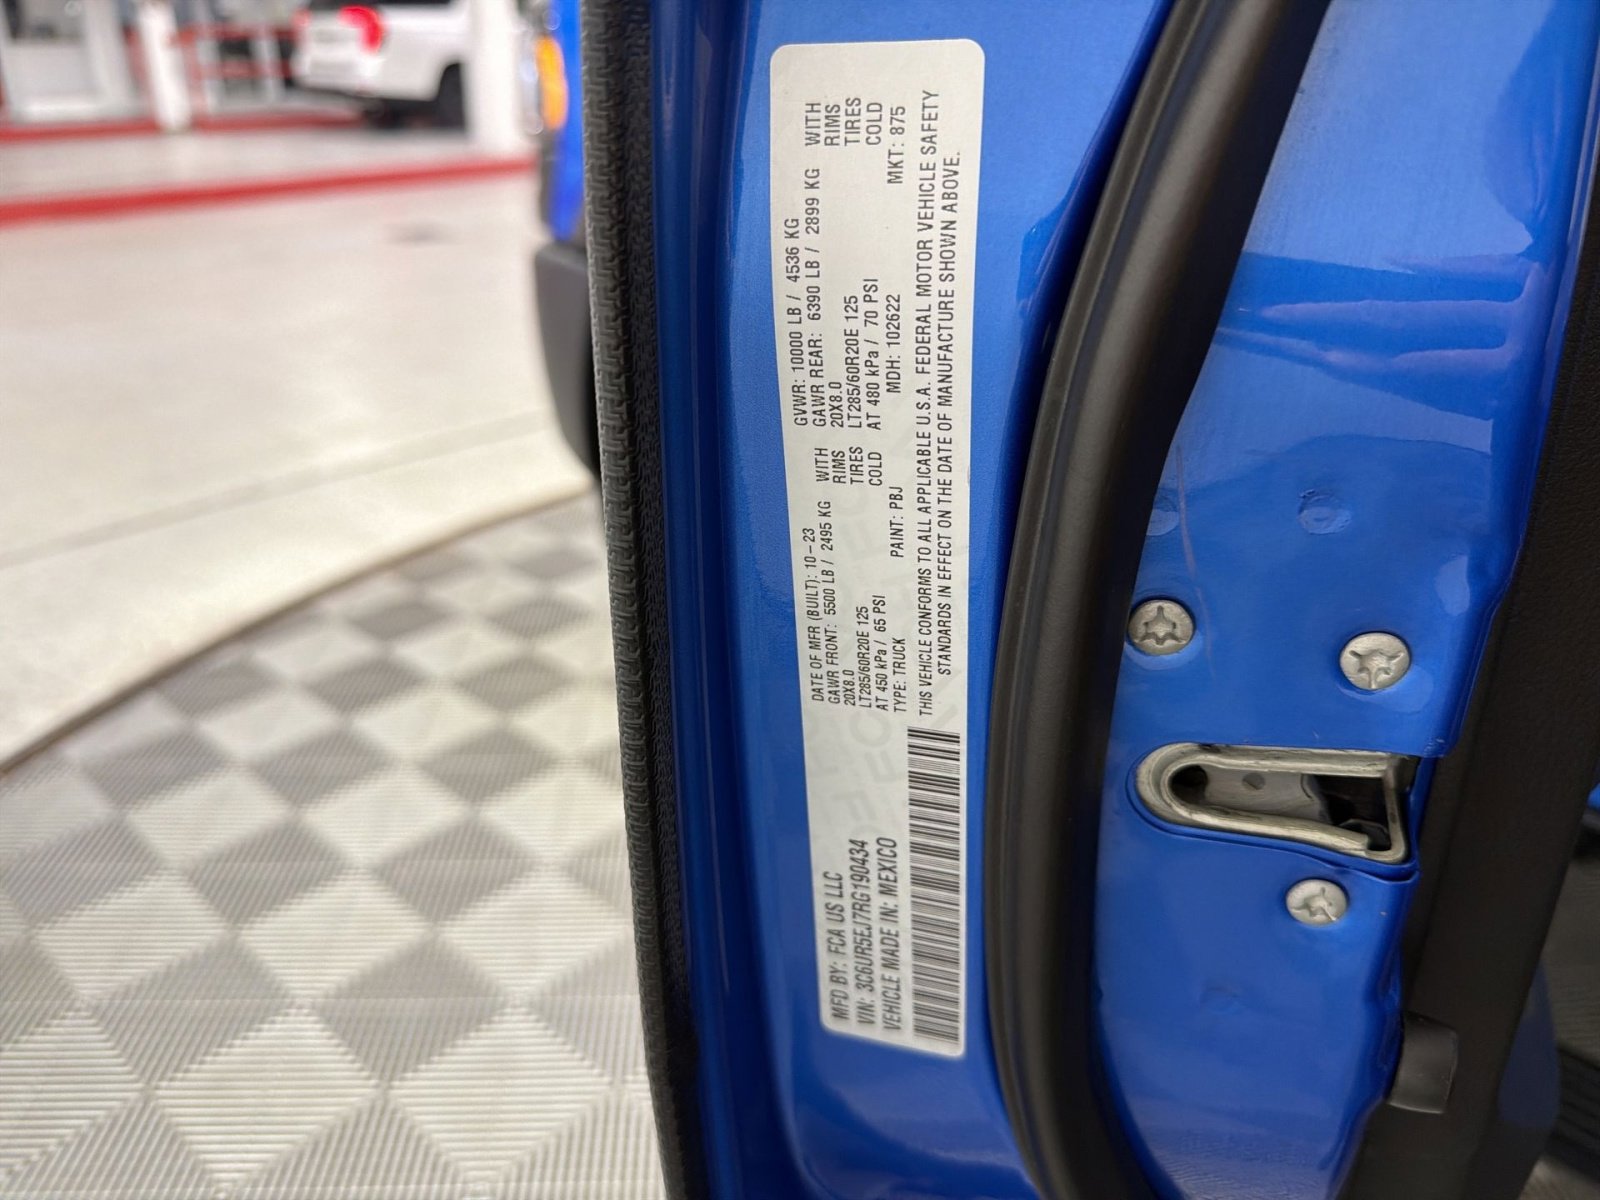 MFD BY: FCA US LLC
VIN: 3C6UR5EJ7RG190434
VEHICLE MADE IN: MEXICO
DATE OF MFR (BUILT): 10-23
GAWR FRONT: 5500 LB / 2495 KG WITH
20X8.0 RIMS
LT285/60R20E 125 TIRES
AT 450 kPa / 65 PSI COLD
TYPE: TRUCK PAINT: PBJ
GVWR: 10000 LB / 4536 KG
GAWR REAR: 6390 LB / 2899 KG WITH
20X8.0 RIMS
LT285/60R20E 125 TIRES
AT 480 kPa / 70 PSI COLD
MDH: 102622 MKT: 875
THIS VEHICLE CONFORMS TO ALL APPLICABLE U.S.A. FEDERAL MOTOR VEHICLE SAFETY
STANDARDS IN EFFECT ON THE DATE OF MANUFACTURE SHOWN ABOVE.